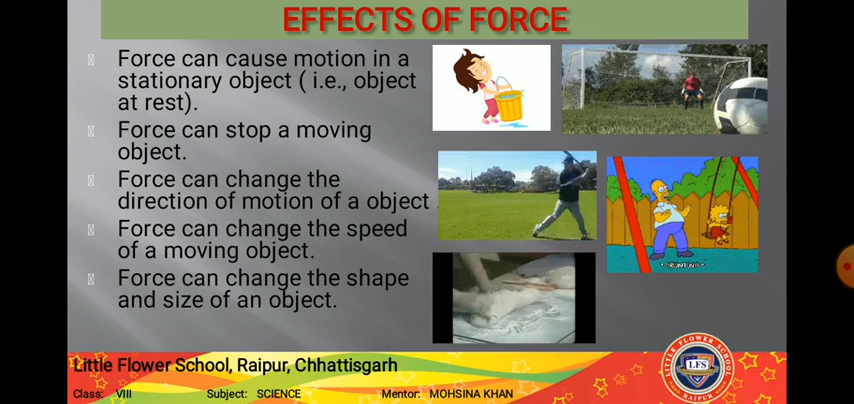 EFFECTS OF FORCE
Force can cause motion in a
stationary object ( i.e., object
at rest).
Force can stop a moving
object.
Force can change the
direction of motion of a object
Force can change the speed
of a moving object.
Force can change the shape
and size of an object.
Little Flower School, Raipur, Chhattisgarh
Class: VIII Subject: SCIENCE Mentor: MOHSINA KHAN
LITTLE FLOWER SCHOOL
LFS
RAIPUR